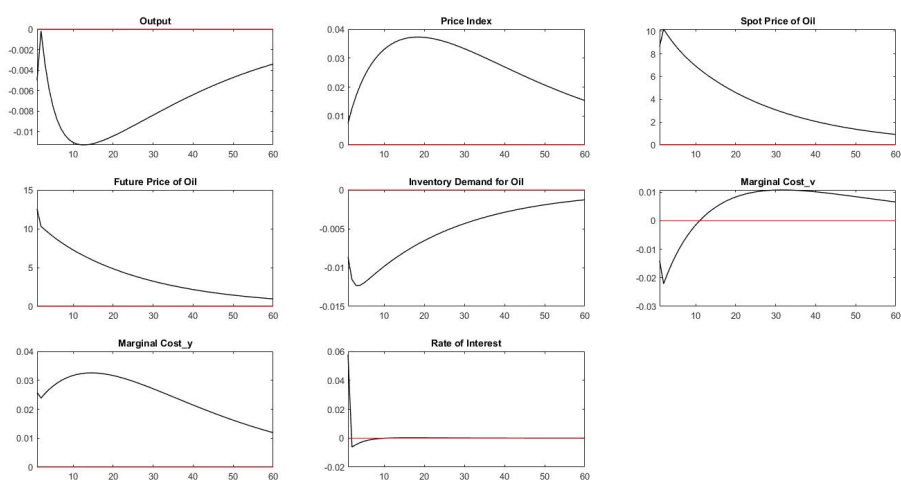 Output
0
-0.002
-0.004
-0.006
-0.008
-0.01
10 20 30 40 50 60
Price Index
0.04
0.03
0.02
0.01
0
10 20 30 40 50 60
Spot Price of Oil
10
8
6
4
2
0
10 20 30 40 50 60
Future Price of Oil
15
10
5
0
10 20 30 40 50 60
Inventory Demand for Oil
0
-0.005
-0.01
-0.015
10 20 30 40 50 60
Marginal Cost_v
0.01
0
-0.01
-0.02
-0.03
10 20 30 40 50 60
Marginal Cost_y
0.04
0.03
0.02
0.01
0
10 20 30 40 50 60
Rate of Interest
0.06
0.04
0.02
0
-0.02
10 20 30 40 50 60